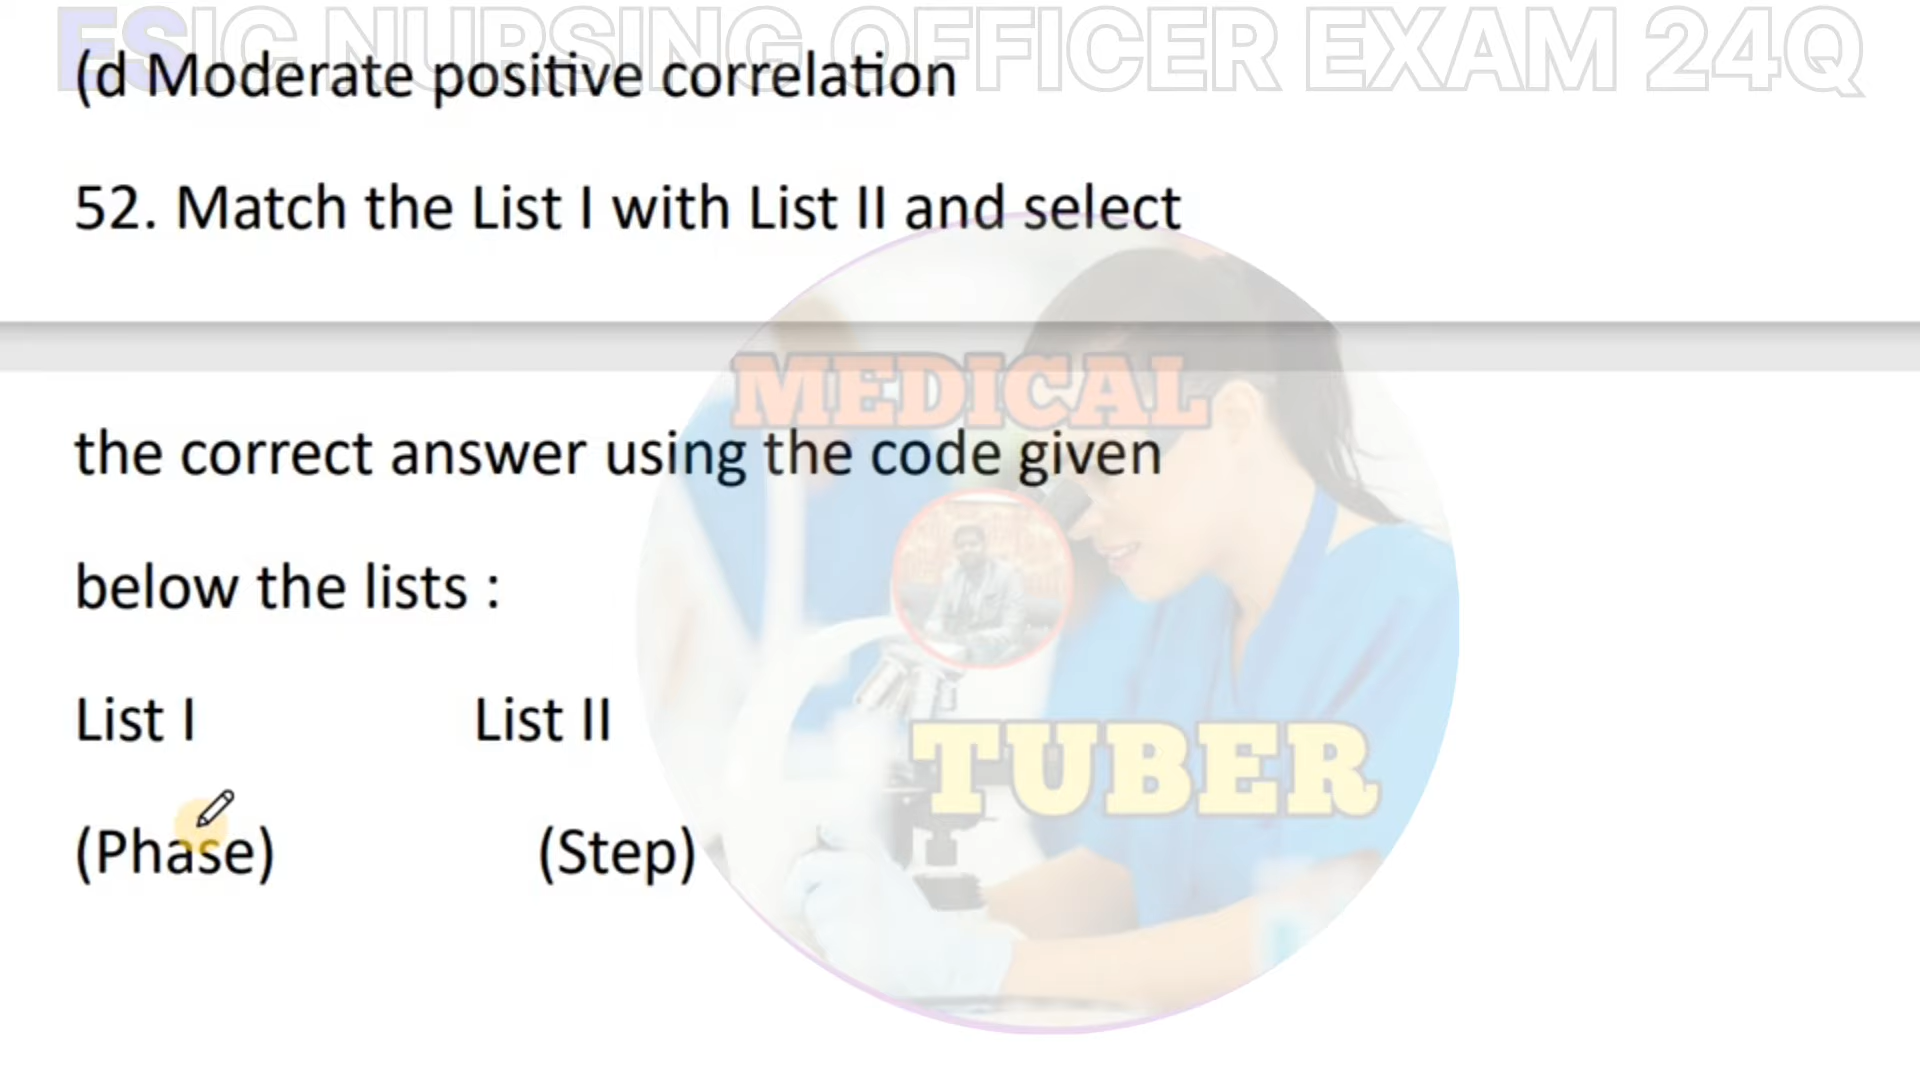 ESIC NURSING OFFICER EXAM 24Q
(d Moderate positive correlation
52. Match the List I with List II and select
MEDICAL
the correct answer using the code given
below the lists :
List I List II
TUBER
(Phase) (Step)